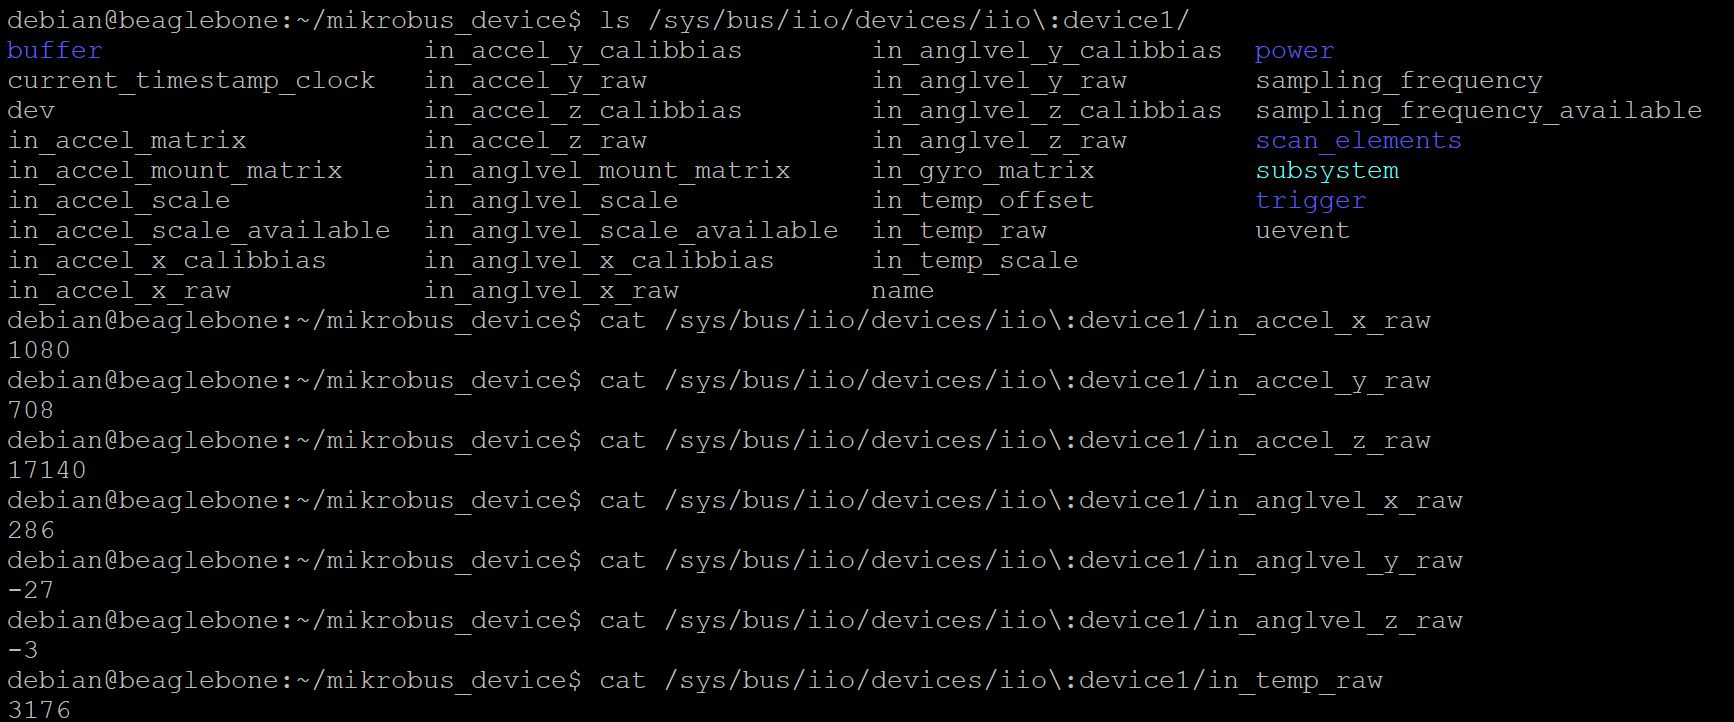 debian@beaglebone:~/mikrobus_device$ ls /sys/bus/iio/devices/iio\:device1/
buffer in_accel_y_calibbias in_anglvel_y_calibbias power
current_timestamp_clock in_accel_y_raw in_anglvel_y_raw sampling_frequency
dev in_accel_z_calibbias in_anglvel_z_calibbias sampling_frequency_available
in_accel_matrix in_accel_z_raw in_anglvel_z_raw scan_elements
in_accel_mount_matrix in_anglvel_mount_matrix in_gyro_matrix subsystem
in_accel_scale in_anglvel_scale in_temp_offset trigger
in_accel_scale_available in_anglvel_scale_available in_temp_raw uevent
in_accel_x_calibbias in_anglvel_x_calibbias in_temp_scale
in_accel_x_raw in_anglvel_x_raw name
debian@beaglebone:~/mikrobus_device$ cat /sys/bus/iio/devices/iio\:device1/in_accel_x_raw
1080
debian@beaglebone:~/mikrobus_device$ cat /sys/bus/iio/devices/iio\:device1/in_accel_y_raw
708
debian@beaglebone:~/mikrobus_device$ cat /sys/bus/iio/devices/iio\:device1/in_accel_z_raw
17140
debian@beaglebone:~/mikrobus_device$ cat /sys/bus/iio/devices/iio\:device1/in_anglvel_x_raw
286
debian@beaglebone:~/mikrobus_device$ cat /sys/bus/iio/devices/iio\:device1/in_anglvel_y_raw
-27
debian@beaglebone:~/mikrobus_device$ cat /sys/bus/iio/devices/iio\:device1/in_anglvel_z_raw
-3
debian@beaglebone:~/mikrobus_device$ cat /sys/bus/iio/devices/iio\:device1/in_temp_raw
3176